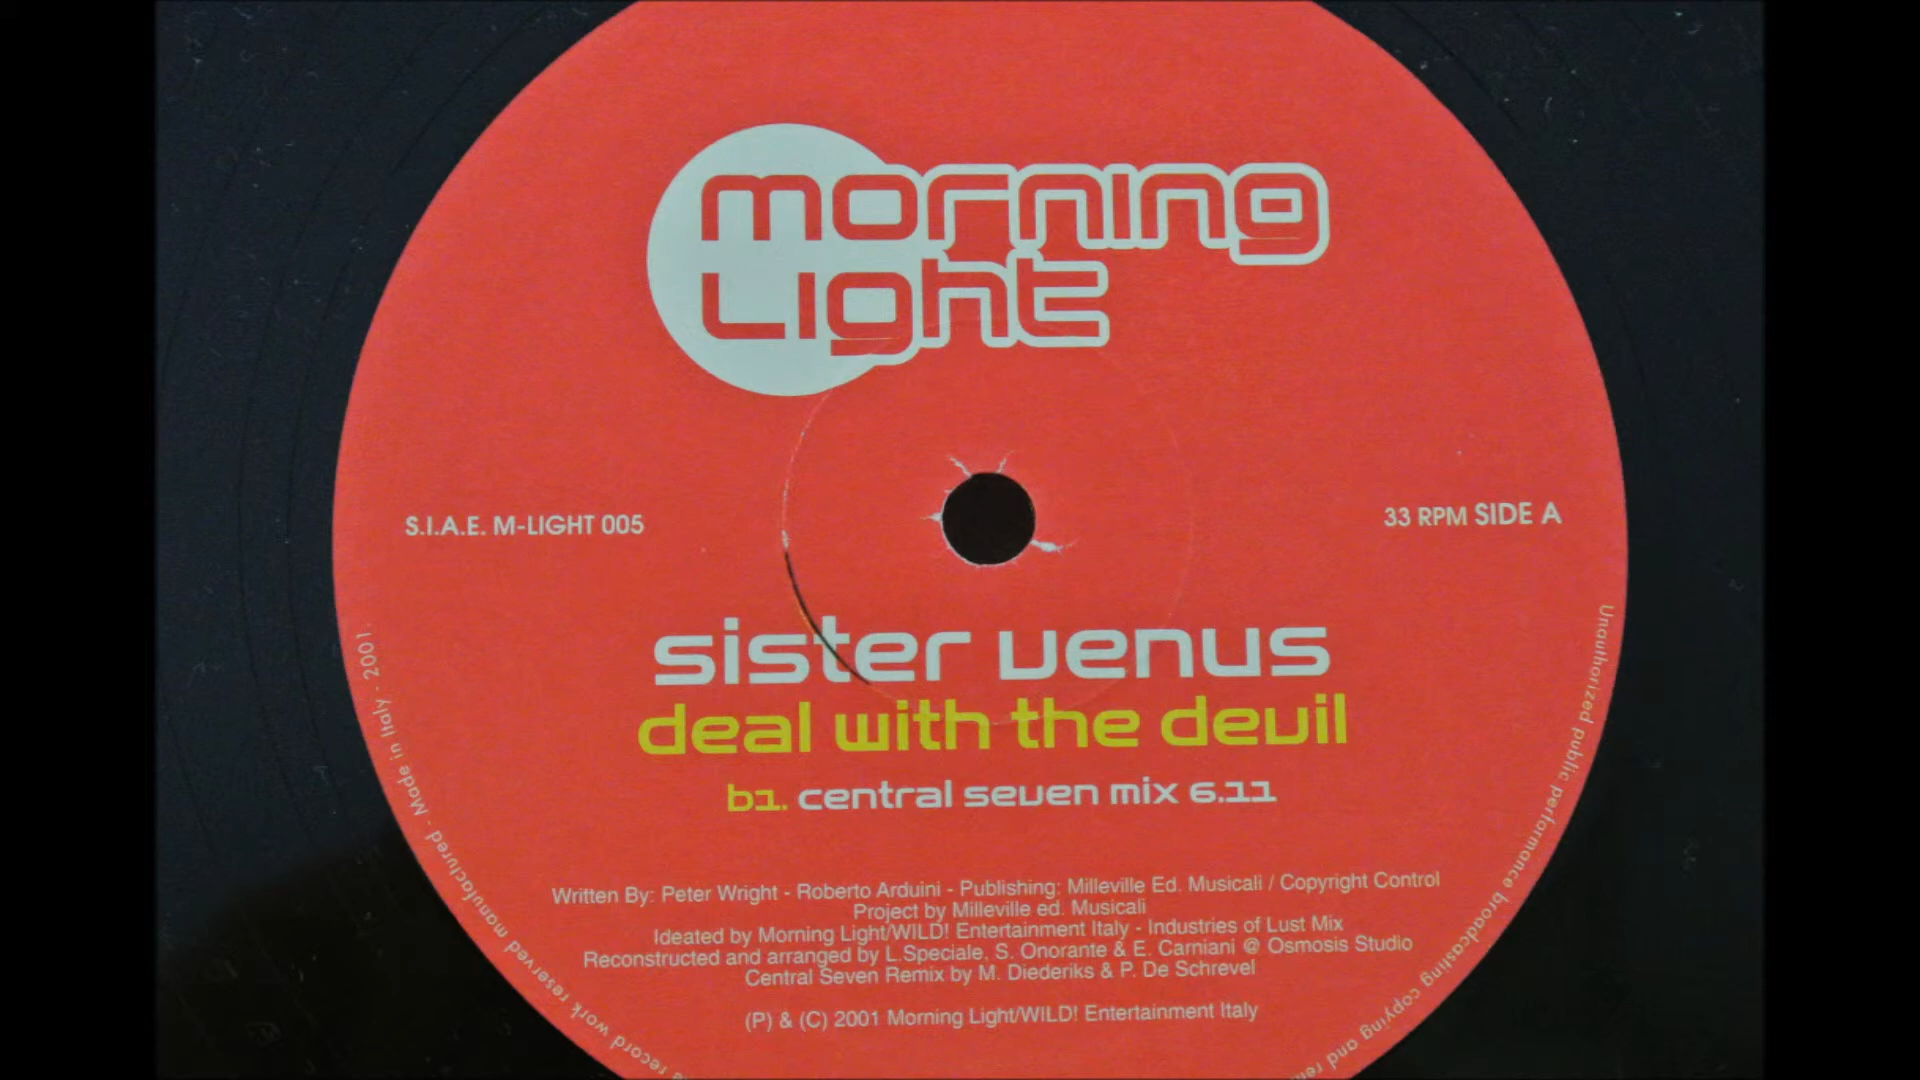 morning
Light
S.I.A.E. M-LIGHT 005
33 RPM SIDE A
sister venus
deal with the devil
b1. central seven mix 6.11
Written By: Peter Wright - Roberto Arduini - Publishing: Milleville Ed. Musicali / Copyright Control
Project by Milleville ed. Musicali
Ideated by Morning Light/WILD! Entertainment Italy - Industries of Lust Mix
Reconstructed and arranged by L.Speciale, S. Onorante & E. Carniani @ Osmosis Studio
Central Seven Remix by M. Diederiks & P. De Schrevel
(P) & (C) 2001 Morning Light/WILD! Entertainment Italy
Unauthorized public performance broadcasting copying and
record work reserved manufactured - Made in Italy - 2001.